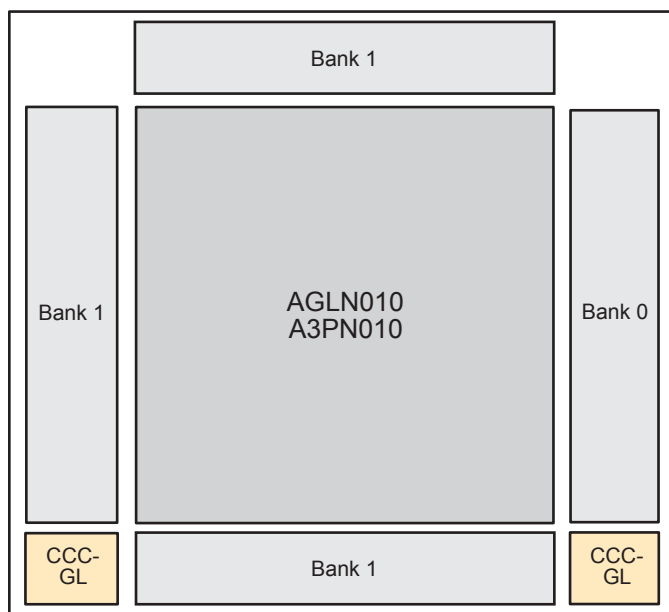 Bank 1
Bank 1
AGLN010
A3PN010
Bank 0
CCC-
GL
Bank 1
CCC-
GL